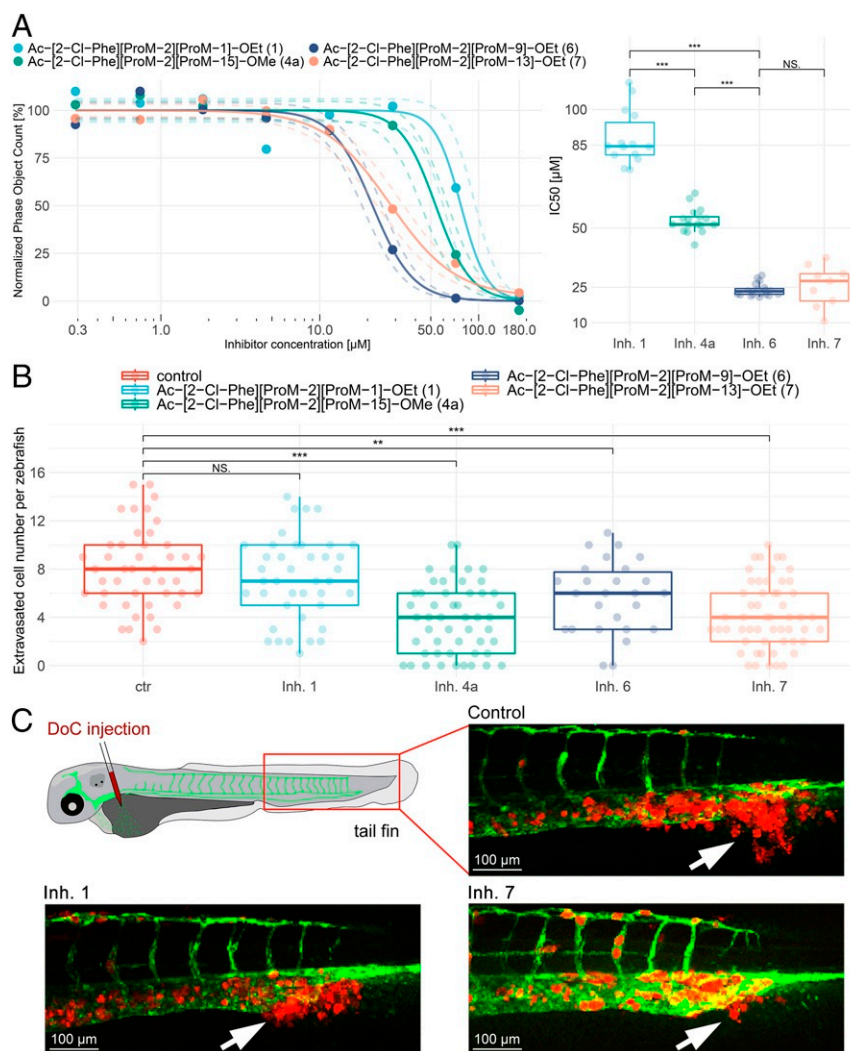 A
Ac-[2-Cl-Phe][ProM-2][ProM-1]-OEt (1)
Ac-[2-Cl-Phe][ProM-2][ProM-9]-OEt (6)
Ac-[2-Cl-Phe][ProM-2][ProM-15]-OMe (4a)
Ac-[2-Cl-Phe][ProM-2][ProM-13]-OEt (7)
Normalized Phase Object Count [%]
100
75
50
25
0
0.3
1.0
10.0
50.0
100.0
180.0
Inhibitor concentration [µM]
***
NS.
***
***
IC50 [µM]
100
85
50
25
10
Inh. 1
Inh. 4a
Inh. 6
Inh. 7
B
control
Ac-[2-Cl-Phe][ProM-2][ProM-9]-OEt (6)
Ac-[2-Cl-Phe][ProM-2][ProM-1]-OEt (1)
Ac-[2-Cl-Phe][ProM-2][ProM-13]-OEt (7)
Ac-[2-Cl-Phe][ProM-2][ProM-15]-OMe (4a)
Extravasated cell number per zebrafish
***
**
***
NS.
16
12
8
4
0
ctr
Inh. 1
Inh. 4a
Inh. 6
Inh. 7
C
DoC injection
tail fin
Control
100 µm
Inh. 1
100 µm
Inh. 7
100 µm